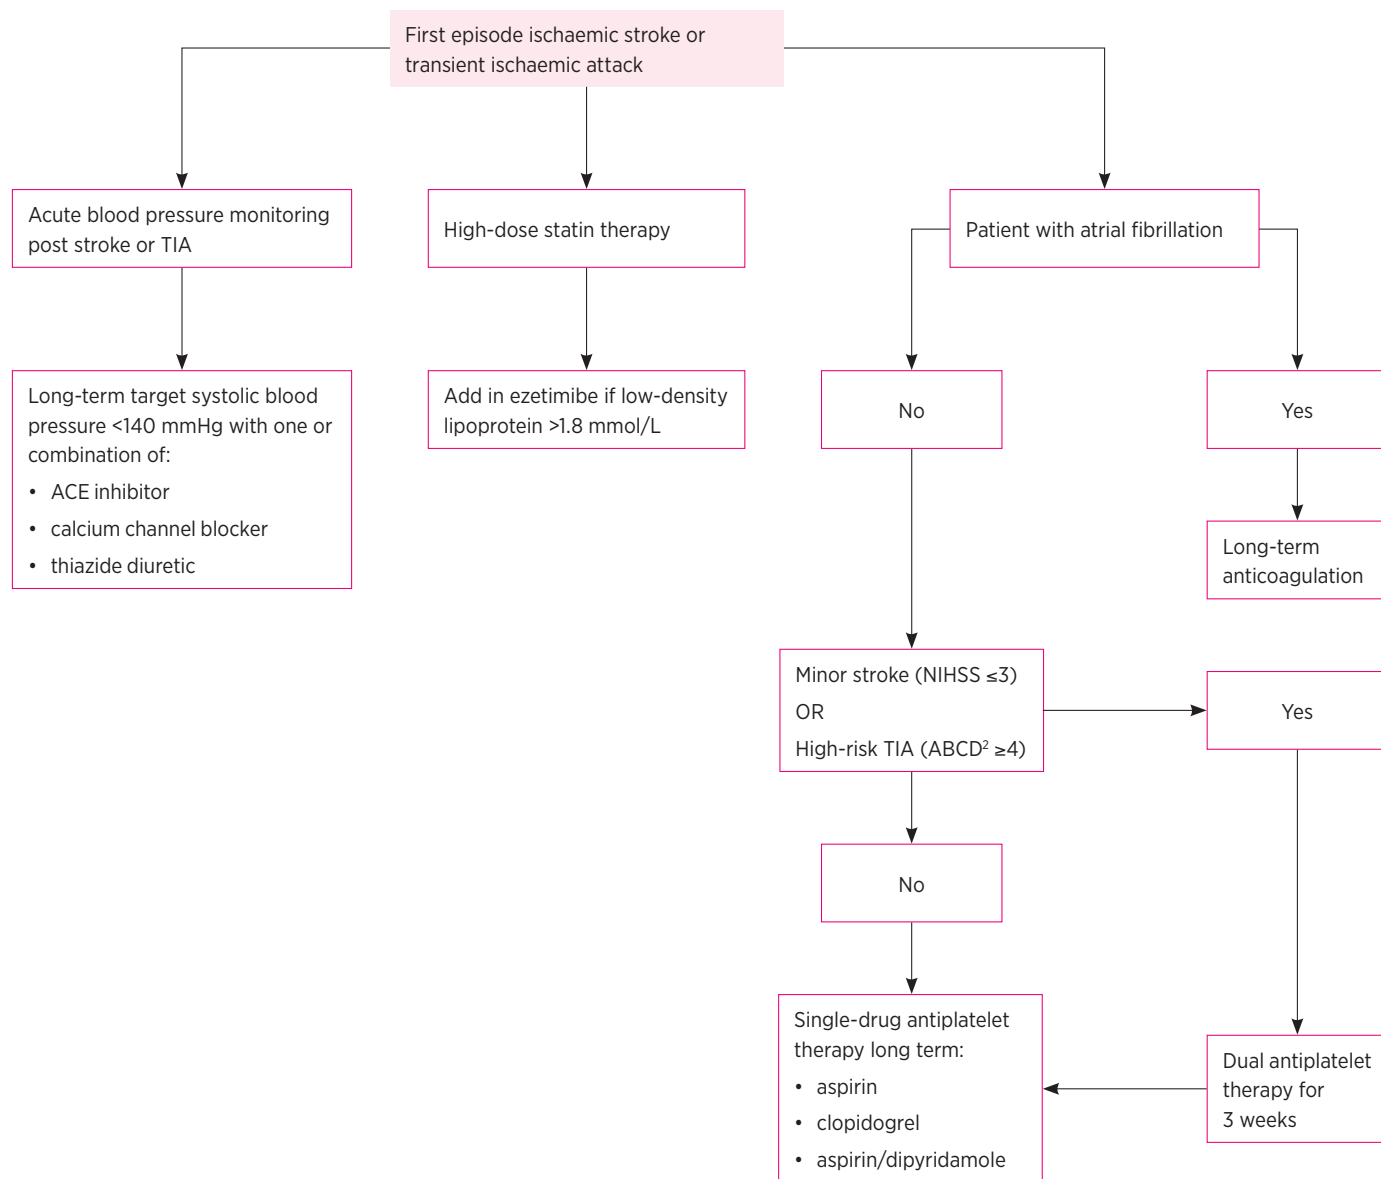 First episode ischaemic stroke or
transient ischaemic attack
Acute blood pressure monitoring
post stroke or TIA
High-dose statin therapy
Patient with atrial fibrillation
Long-term target systolic blood
pressure <140 mmHg with one or
combination of:
• ACE inhibitor
• calcium channel blocker
• thiazide diuretic
Add in ezetimibe if low-density
lipoprotein >1.8 mmol/L
No
Yes
Long-term
anticoagulation
Minor stroke (NIHSS ≤3)
OR
High-risk TIA (ABCD² ≥4)
Yes
No
Single-drug antiplatelet
therapy long term:
• aspirin
• clopidogrel
• aspirin/dipyridamole
Dual antiplatelet
therapy for
3 weeks